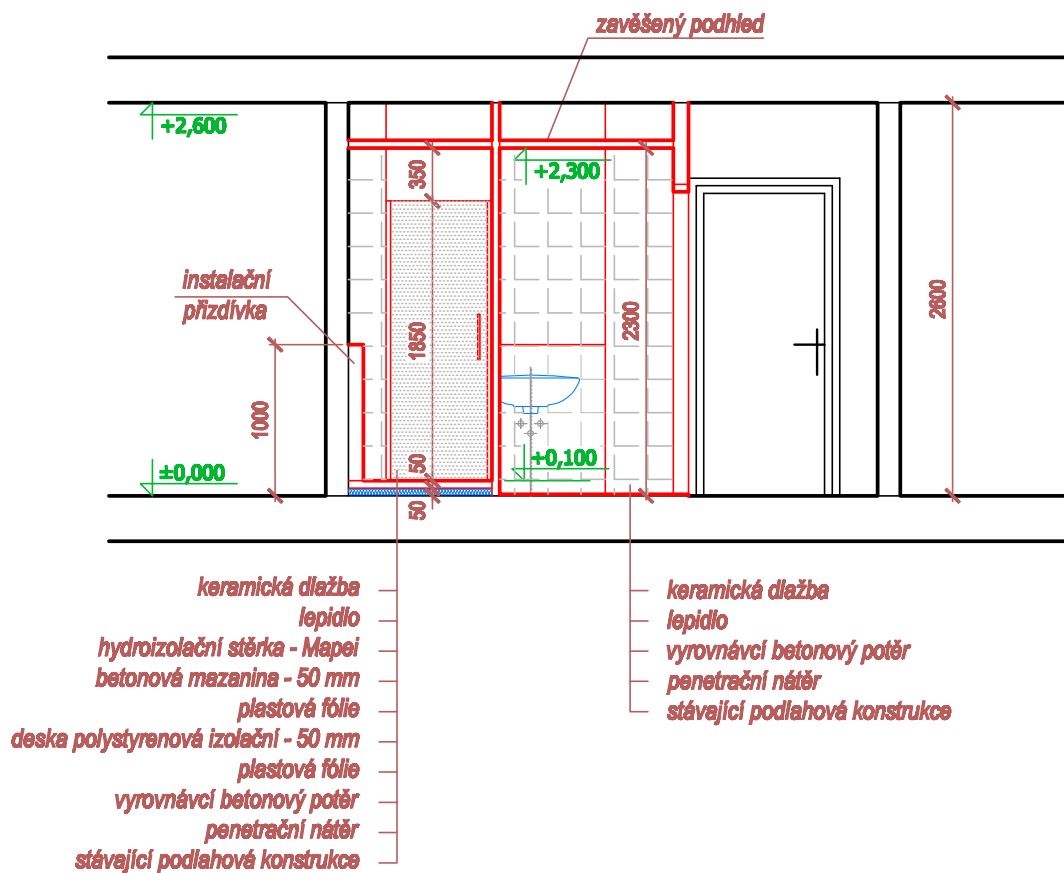 zavěšený podhled
+2,600
350
+2,300
instalační
přizdívka
1850
2300
2600
1000
50
±0,000
+0,100
50
keramická dlažba
lepidlo
hydroizolační stěrka - Mapei
betonová mazanina - 50 mm
plastová fólie
deska polystyrenová izolační - 50 mm
plastová fólie
vyrovnávcí betonový potěr
penetrační nátěr
stávající podlahová konstrukce
keramická dlažba
lepidlo
vyrovnávcí betonový potěr
penetrační nátěr
stávající podlahová konstrukce